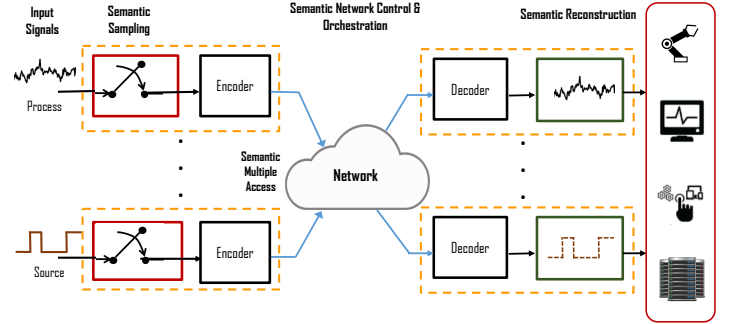 Input
Signals
Semantic
Sampling
Semantic Network Control &
Orchestration
Semantic Reconstruction
Process
Encoder
Decoder
Semantic
Multiple
Access
Network
Source
Encoder
Decoder